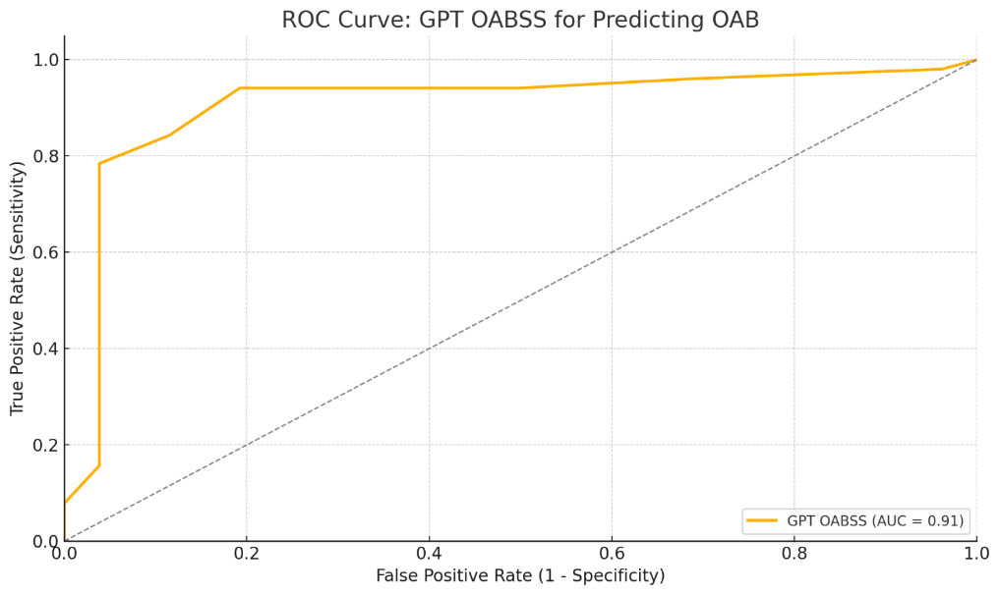 ROC Curve: GPT OABSS for Predicting OAB
True Positive Rate (Sensitivity)
1.0
0.8
0.6
0.4
0.2
0.0
0.0 0.2 0.4 0.6 0.8 1.0
False Positive Rate (1 - Specificity)
GPT OABSS (AUC = 0.91)